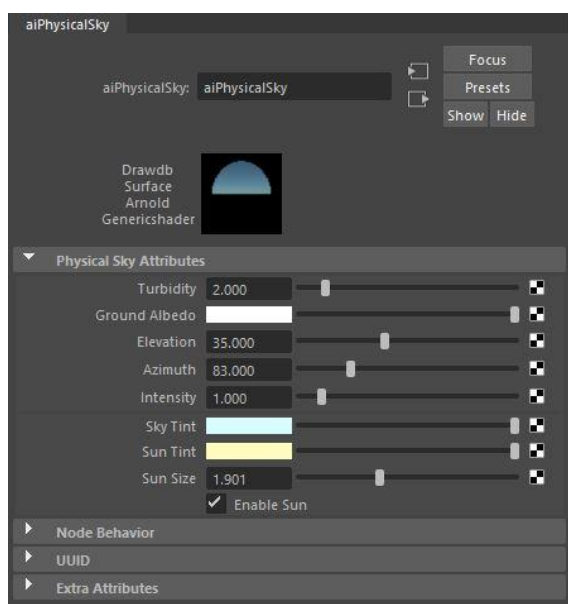 aiPhysicalSky
Focus
aiPhysicalSky: aiPhysicalSky
Presets
Show Hide
Drawdb
Surface
Arnold
Genericshader
Physical Sky Attributes
Turbidity 2.000
Ground Albedo
Elevation 35.000
Azimuth 83.000
Intensity 1.000
Sky Tint
Sun Tint
Sun Size 1.901
Enable Sun
Node Behavior
UUID
Extra Attributes